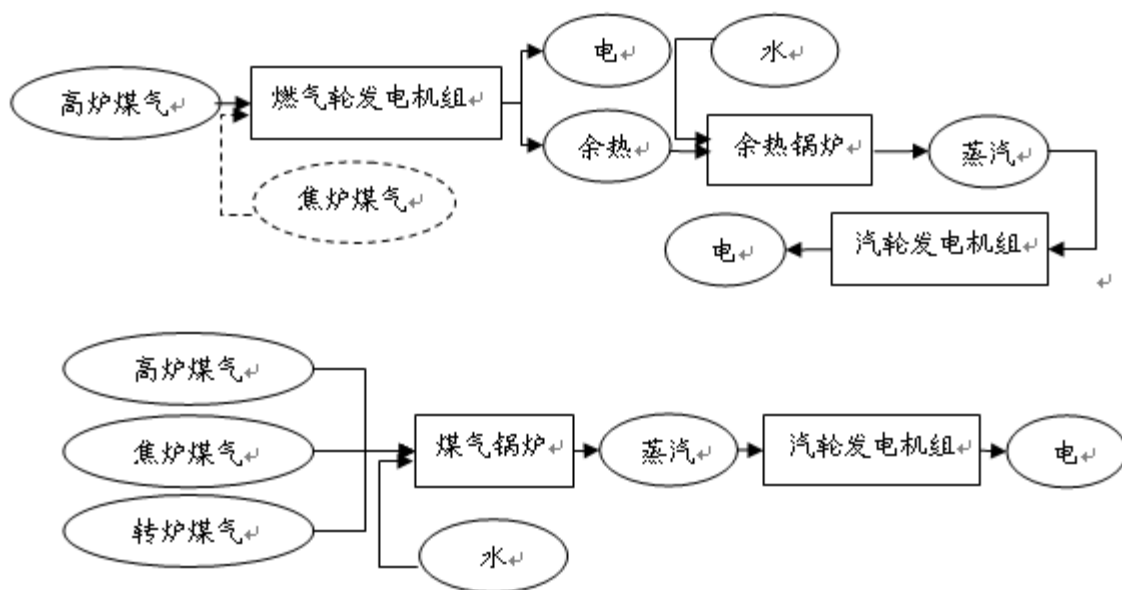 电
水
高炉煤气
燃气轮发电机组
余热
余热锅炉
蒸汽
焦炉煤气
电
汽轮发电机组
高炉煤气
焦炉煤气
煤气锅炉
蒸汽
汽轮发电机组
电
转炉煤气
水